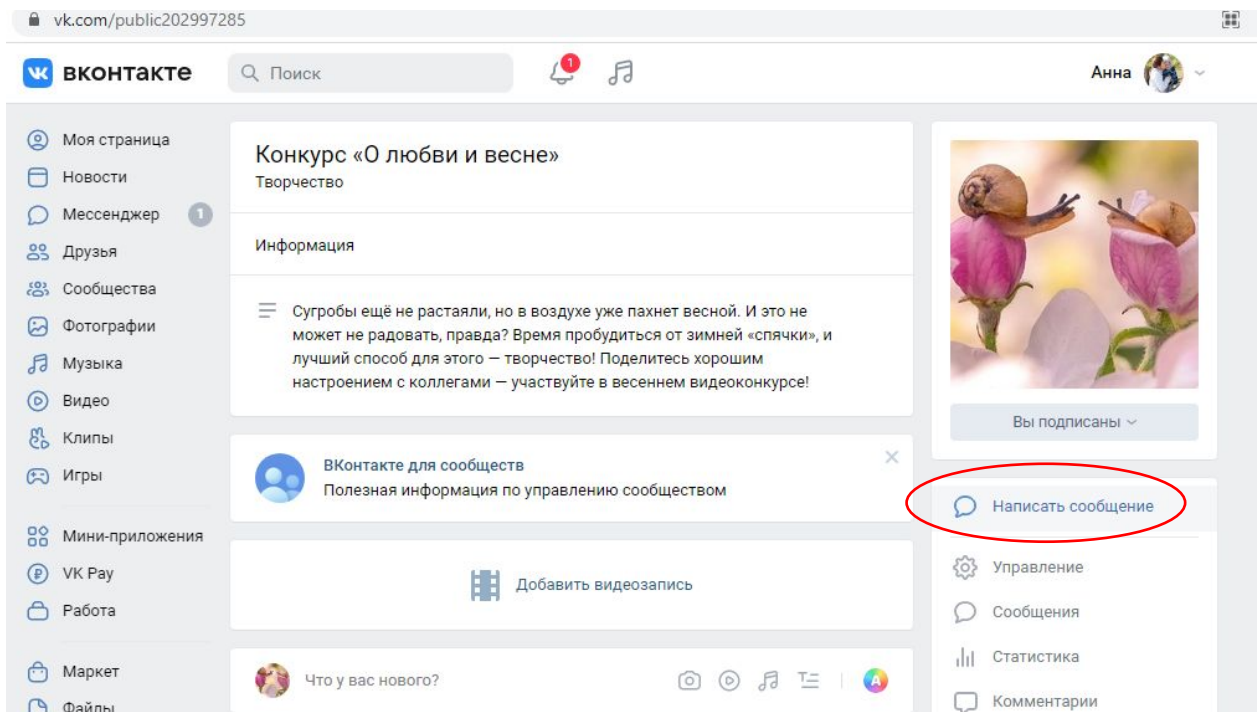 vk.com/public202997285
вконтакте
Поиск
1
Анна
Моя страница
Новости
Мессенджер 1
Друзья
Сообщества
Фотографии
Музыка
Видео
Клипы
Игры
Мини-приложения
VK Pay
Работа
Маркет
Файлы
Конкурс «О любви и весне»
Творчество
Информация
Сугробы ещё не растаяли, но в воздухе уже пахнет весной. И это не
может не радовать, правда? Время пробудиться от зимней «спячки», и
лучший способ для этого — творчество! Поделитесь хорошим
настроением с коллегами — участвуйте в весеннем видеоконкурсе!
ВКонтакте для сообществ
Полезная информация по управлению сообществом
Добавить видеозапись
Что у вас нового?
Вы подписаны
Написать сообщение
Управление
Сообщения
Статистика
Комментарии